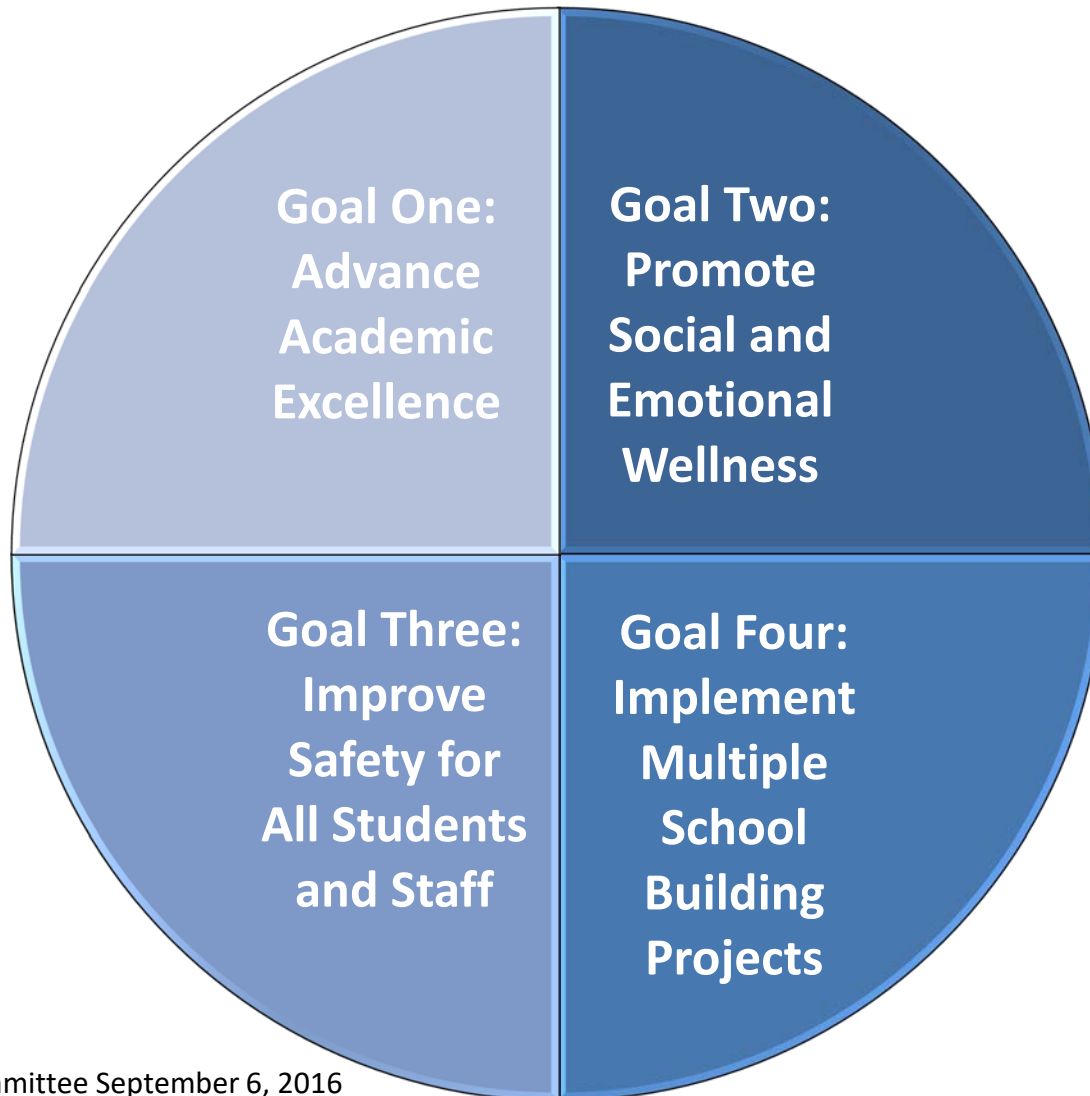 Goal One:
Advance
Academic
Excellence
Goal Two:
Promote
Social and
Emotional
Wellness
Goal Three:
Improve
Safety for
All Students
and Staff
Goal Four:
Implement
Multiple
School
Building
Projects
September 6, 2016